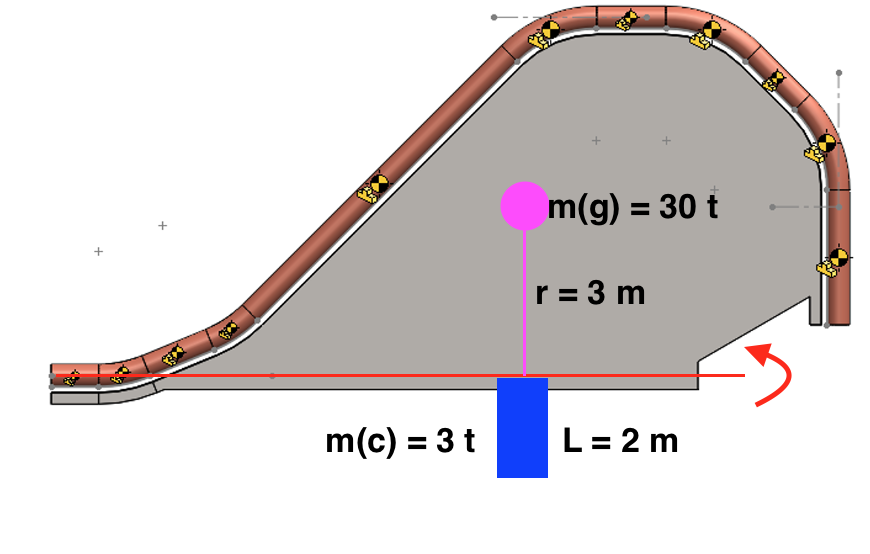 m(g) = 30 t
r = 3 m
m(c) = 3 t
L = 2 m